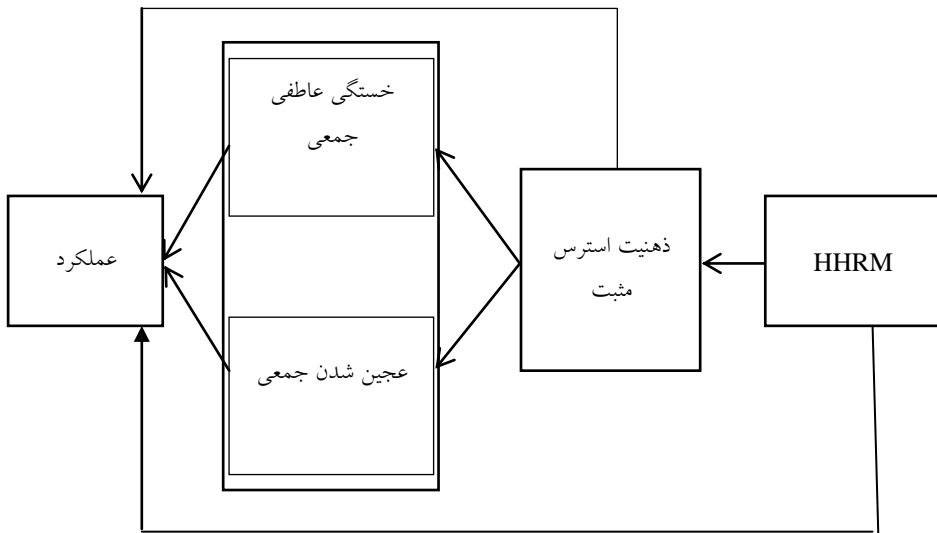 خستگی عاطفی
جمعی
HHRM
ذهنیت استرس
مثبت
عملکرد
عجین شدن جمعی